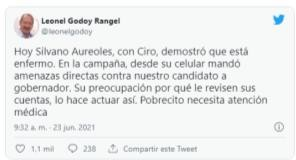 Leonel Godoy Rangel
@leonelgodoy
Hoy Silvano Aureoles, con Ciro, demostró que está
enfermo. En la campaña, desde su celular mandó
amenazas directas contra nuestro candidato a
gobernador. Su preocupación por qué le revisen sus
cuentas, lo hace actuar así. Pobrecito necesita atención
médica
9:32 a. m. · 23 jun. 2021
1,1 mil 238 Compartir este Tweet